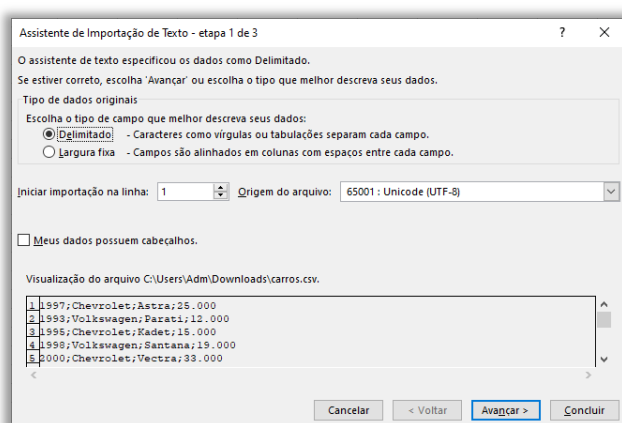 Assistente de Importação de Texto - etapa 1 de 3
O assistente de texto especificou os dados como Delimitado.
Se estiver correto, escolha 'Avançar' ou escolha o tipo que melhor descreva seus dados.
Tipo de dados originais
Escolha o tipo de campo que melhor descreva seus dados:
Delimitado - Caracteres como vírgulas ou tabulações separam cada campo.
Largura fixa - Campos são alinhados em colunas com espaços entre cada campo.
Iniciar importação na linha: 1 Origem do arquivo: 65001 : Unicode (UTF-8)
Meus dados possuem cabeçalhos.
Visualização do arquivo C:\Users\Adm\Downloads\carros.csv.
1 1997;Chevrolet;Astra;25.000
2 1993;Volkswagen;Parati;12.000
3 1995;Chevrolet;Kadet;15.000
4 1998;Volkswagen;Santana;19.000
5 2000;Chevrolet;Vectra;33.000
Cancelar < Voltar Avançar > Concluir